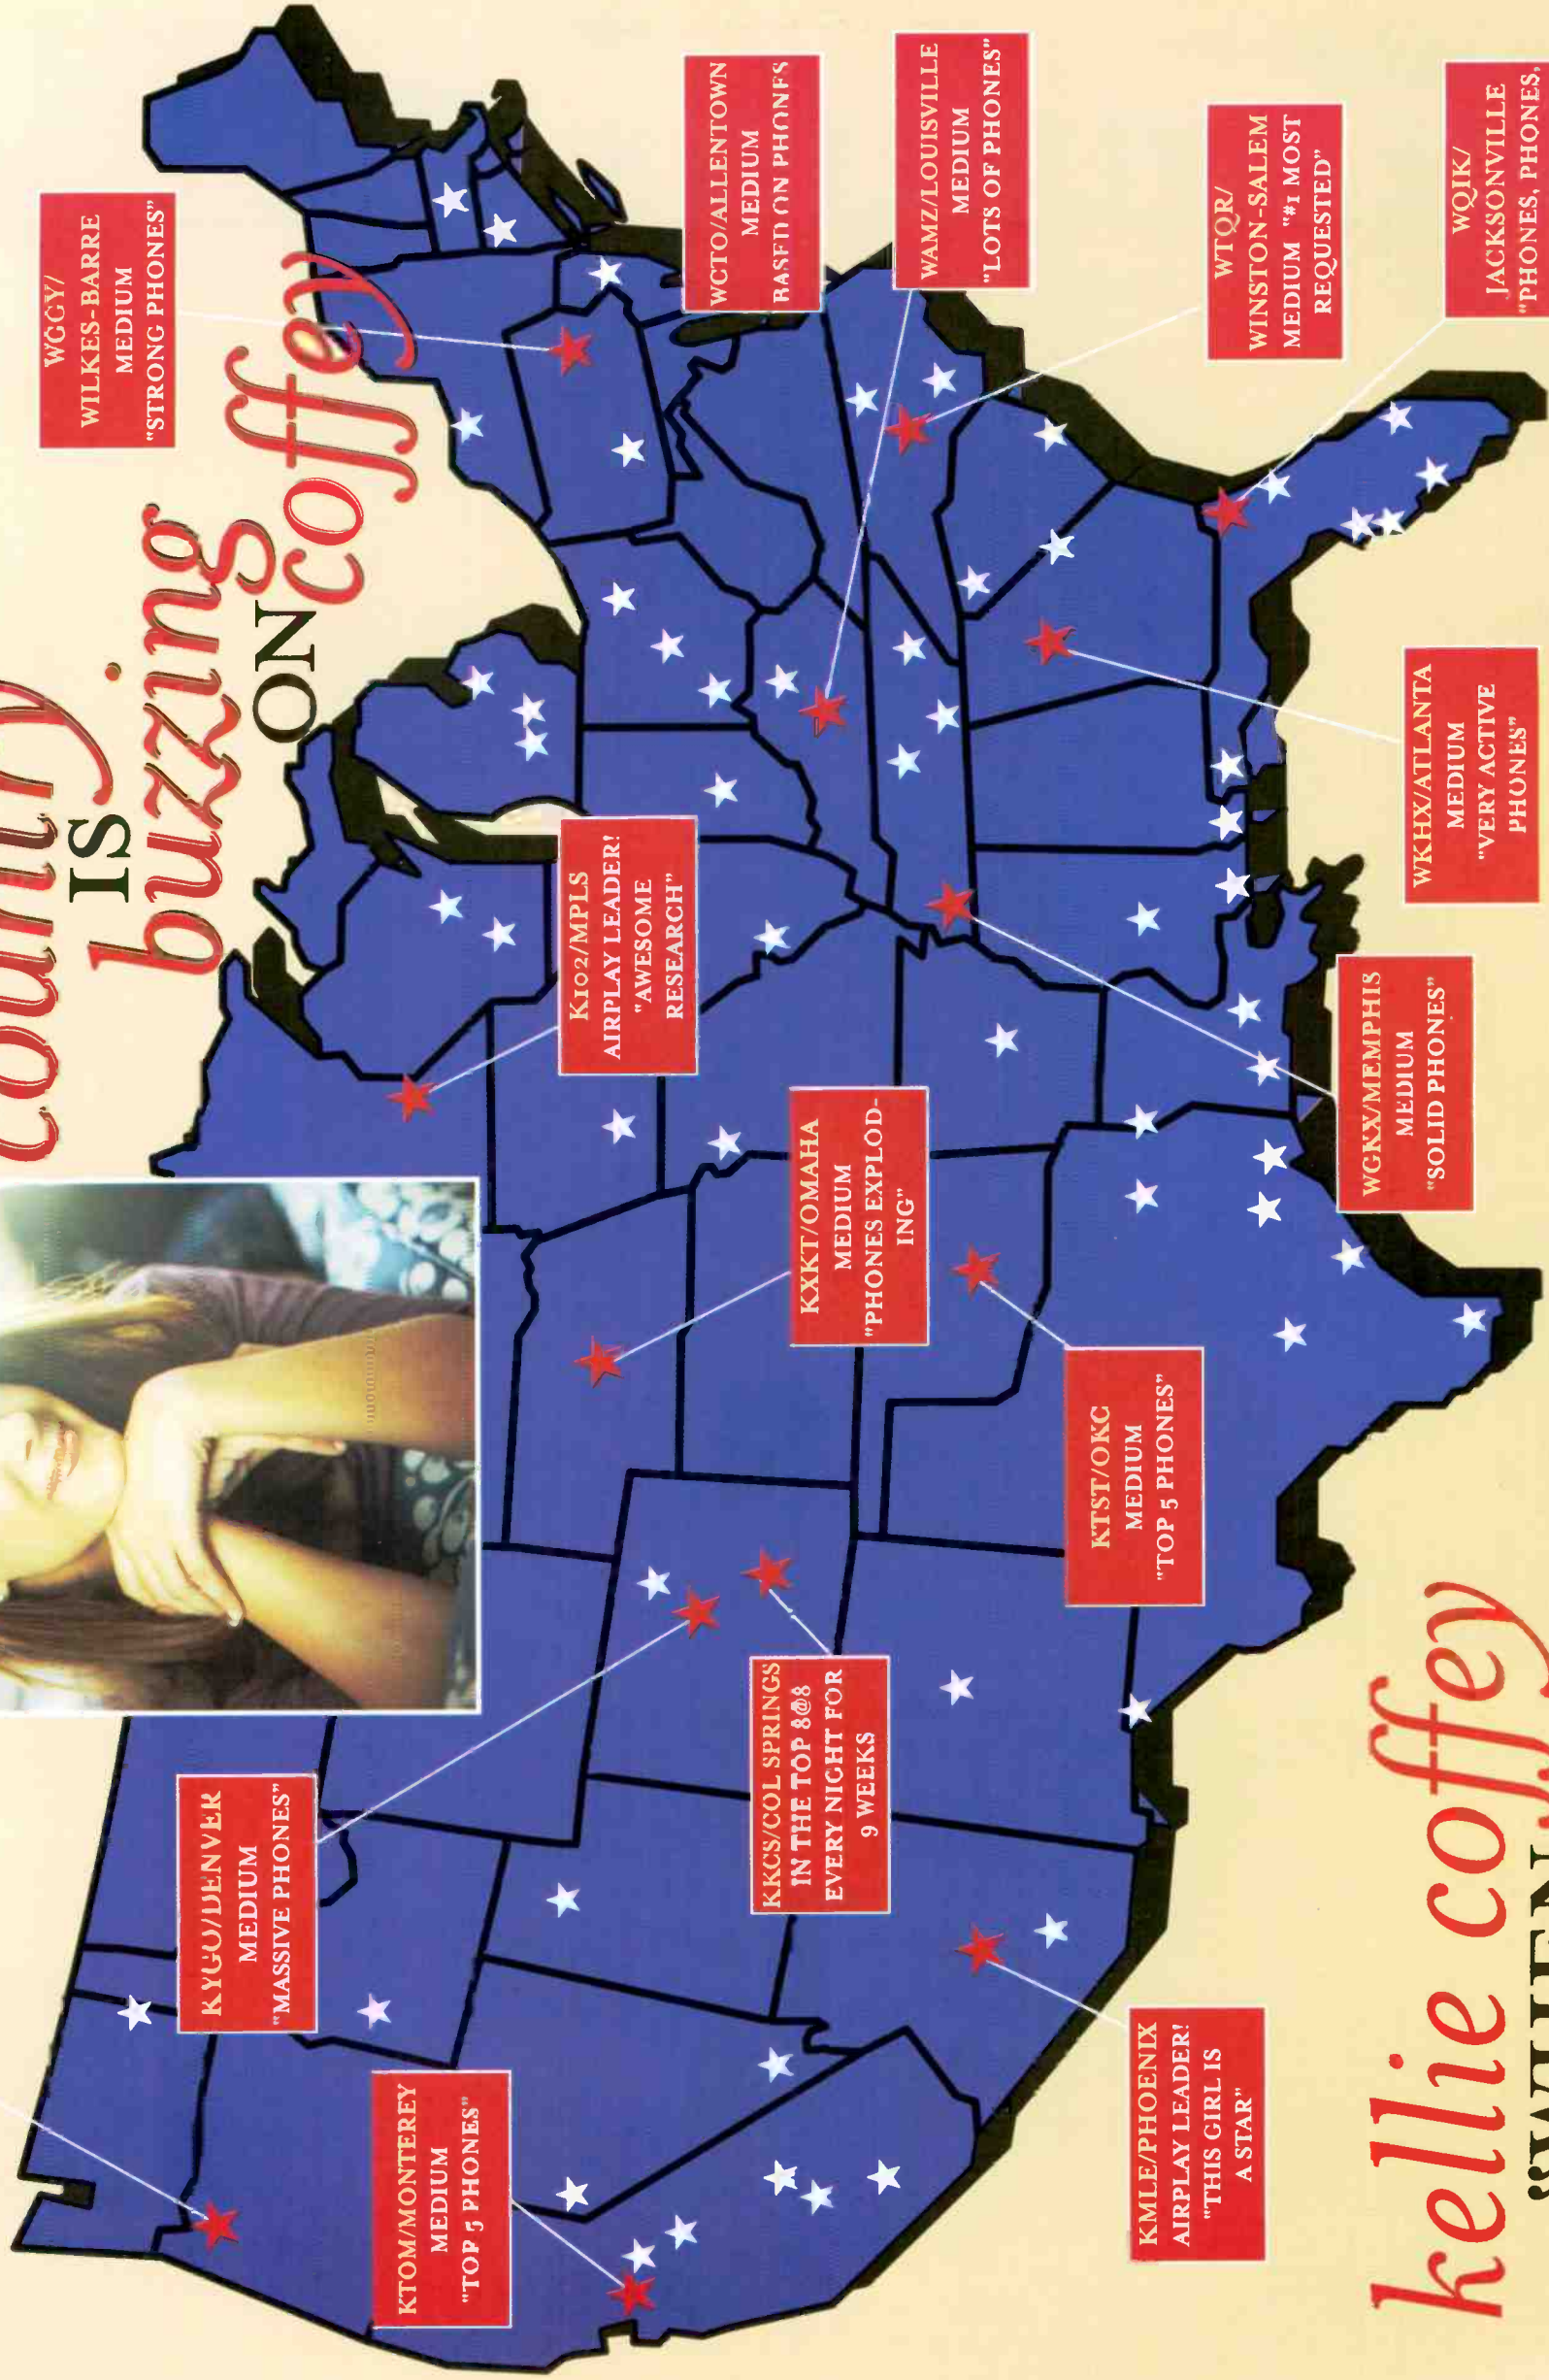 country
IS
buzzing
ON
coffey
WGGY/
WILKES-BARRE
MEDIUM
"STRONG PHONES"
WCTO/ALLENTOWN
MEDIUM
BASED ON PHONES
WAMZ/LOUISVILLE
MEDIUM
"LOTS OF PHONES"
WTQR/
WINSTON-SALEM
MEDIUM "#1 MOST
REQUESTED"
WQIK/
JACKSONVILLE
"PHONES, PHONES,
K102/MPLS
AIRPLAY LEADER!
"AWESOME
RESEARCH"
WKHX/ATLANTA
MEDIUM
"VERY ACTIVE
PHONES"
KXKT/OMAHA
MEDIUM
"PHONES EXPLOD-
ING"
WGKX/MEMPHIS
MEDIUM
"SOLID PHONES"
KTST/OKC
MEDIUM
"TOP 5 PHONES"
KYGO/DENVER
MEDIUM
"MASSIVE PHONES"
KKCS/COL SPRINGS
IN THE TOP 8@8
EVERY NIGHT FOR
9 WEEKS
KTOM/MONTEREY
MEDIUM
"TOP 5 PHONES"
KMLE/PHOENIX
AIRPLAY LEADER!
"THIS GIRL IS
A STAR"
kellie coffey
"WHEN